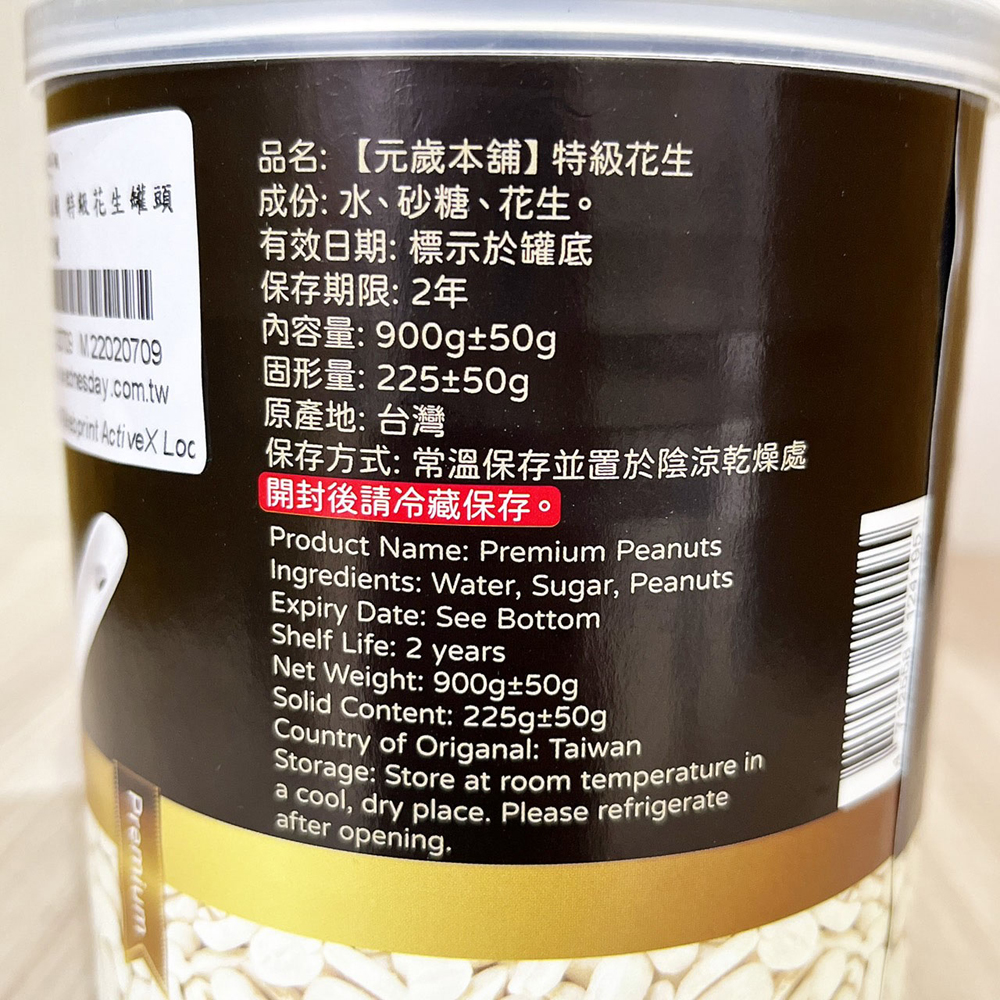 特級花生罐頭
M22020709
nesday.com.tw
print ActiveX Loc
品名: 【元歲本舖】特級花生
成份: 水、砂糖、花生。
有效日期: 標示於罐底
保存期限: 2年
內容量: 900g±50g
固形量: 225±50g
原產地: 台灣
保存方式: 常溫保存並置於陰涼乾燥處
開封後請冷藏保存。
Product Name: Premium Peanuts
Ingredients: Water, Sugar, Peanuts
Expiry Date: See Bottom
Shelf Life: 2 years
Net Weight: 900g±50g
Solid Content: 225g±50g
Country of Origanal: Taiwan
Storage: Store at room temperature in
a cool, dry place. Please refrigerate
after opening.
Premium